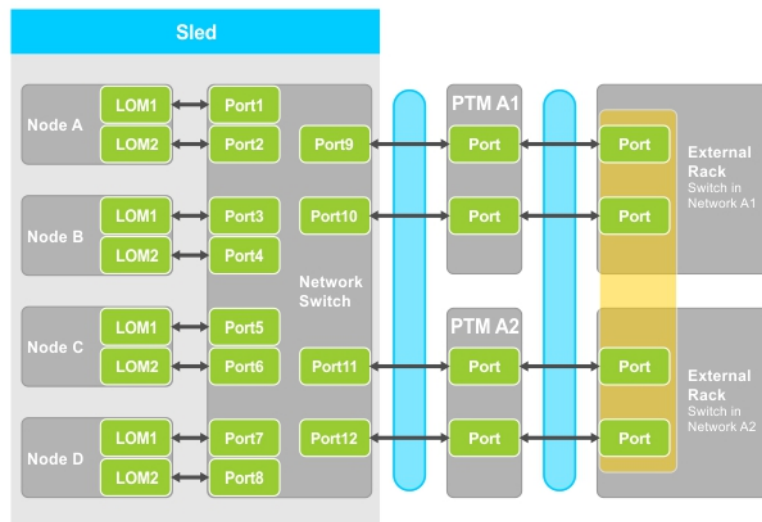 Sled
Node A
LOM1
Port1
LOM2
Port2
Node B
LOM1
Port3
LOM2
Port4
Node C
LOM1
Port5
LOM2
Port6
Node D
LOM1
Port7
LOM2
Port8
Port9
Port10
Network
Switch
Port11
Port12
PTM A1
Port
Port
PTM A2
Port
Port
Port
Port
External
Rack
Switch in
Network A1
Port
Port
External
Rack
Switch in
Network A2